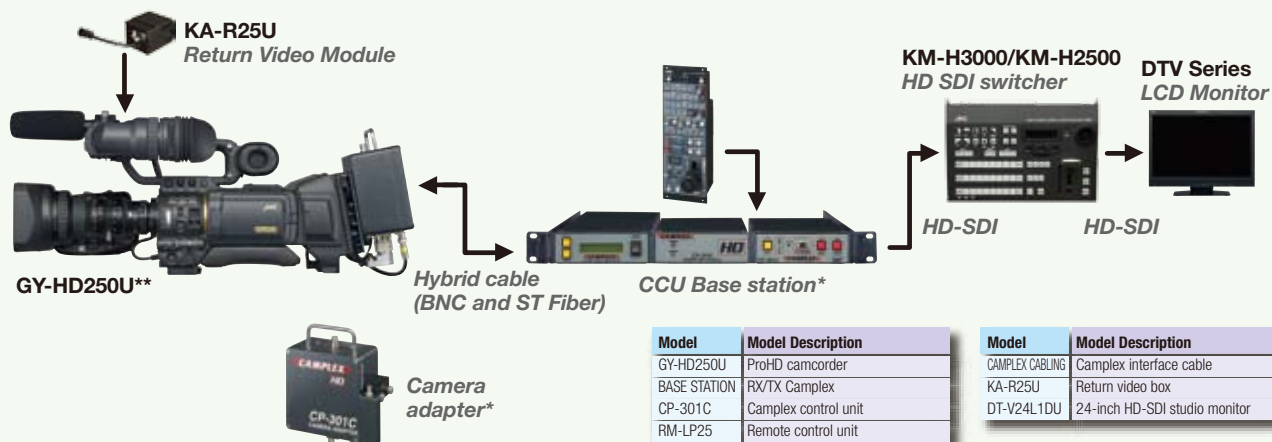 KA-R25U
Return Video Module
KM-H3000/KM-H2500
HD SDI switcher
DTV Series
LCD Monitor
HD-SDI
HD-SDI
GY-HD250U**
Hybrid cable
(BNC and ST Fiber)
CCU Base station*
HD
CAMPLEX
HD
CP-301C
CAMERA ADAPTER
Camera
adapter*
Model Model Description
GY-HD250U ProHD camcorder
BASE STATION RX/TX Camplex
CP-301C Camplex control unit
RM-LP25 Remote control unit
Model Model Description
CAMPLEX CABLING Camplex interface cable
KA-R25U Return video box
DT-V24L1DU 24-inch HD-SDI studio monitor